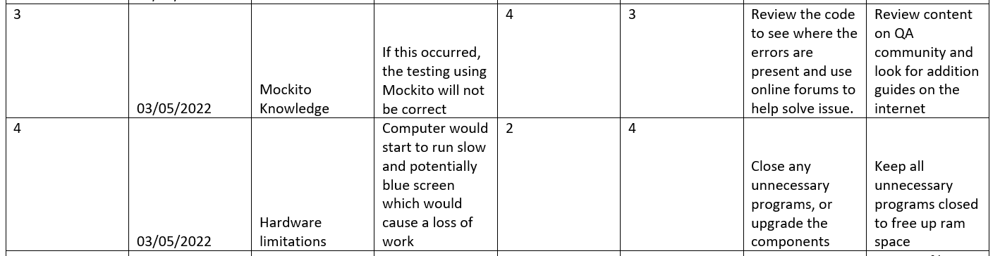 3
03/05/2022
Mockito
Knowledge
If this occurred,
the testing using
Mockito will not
be correct
4
3
Review the code
to see where the
errors are
present and use
online forums to
help solve issue.
Review content
on QA
community and
look for addition
guides on the
internet
4
03/05/2022
Hardware
limitations
Computer would
start to run slow
and potentially
blue screen
which would
cause a loss of
work
2
4
Close any
unnecessary
programs, or
upgrade the
components
Keep all
unnecessary
programs closed
to free up ram
space